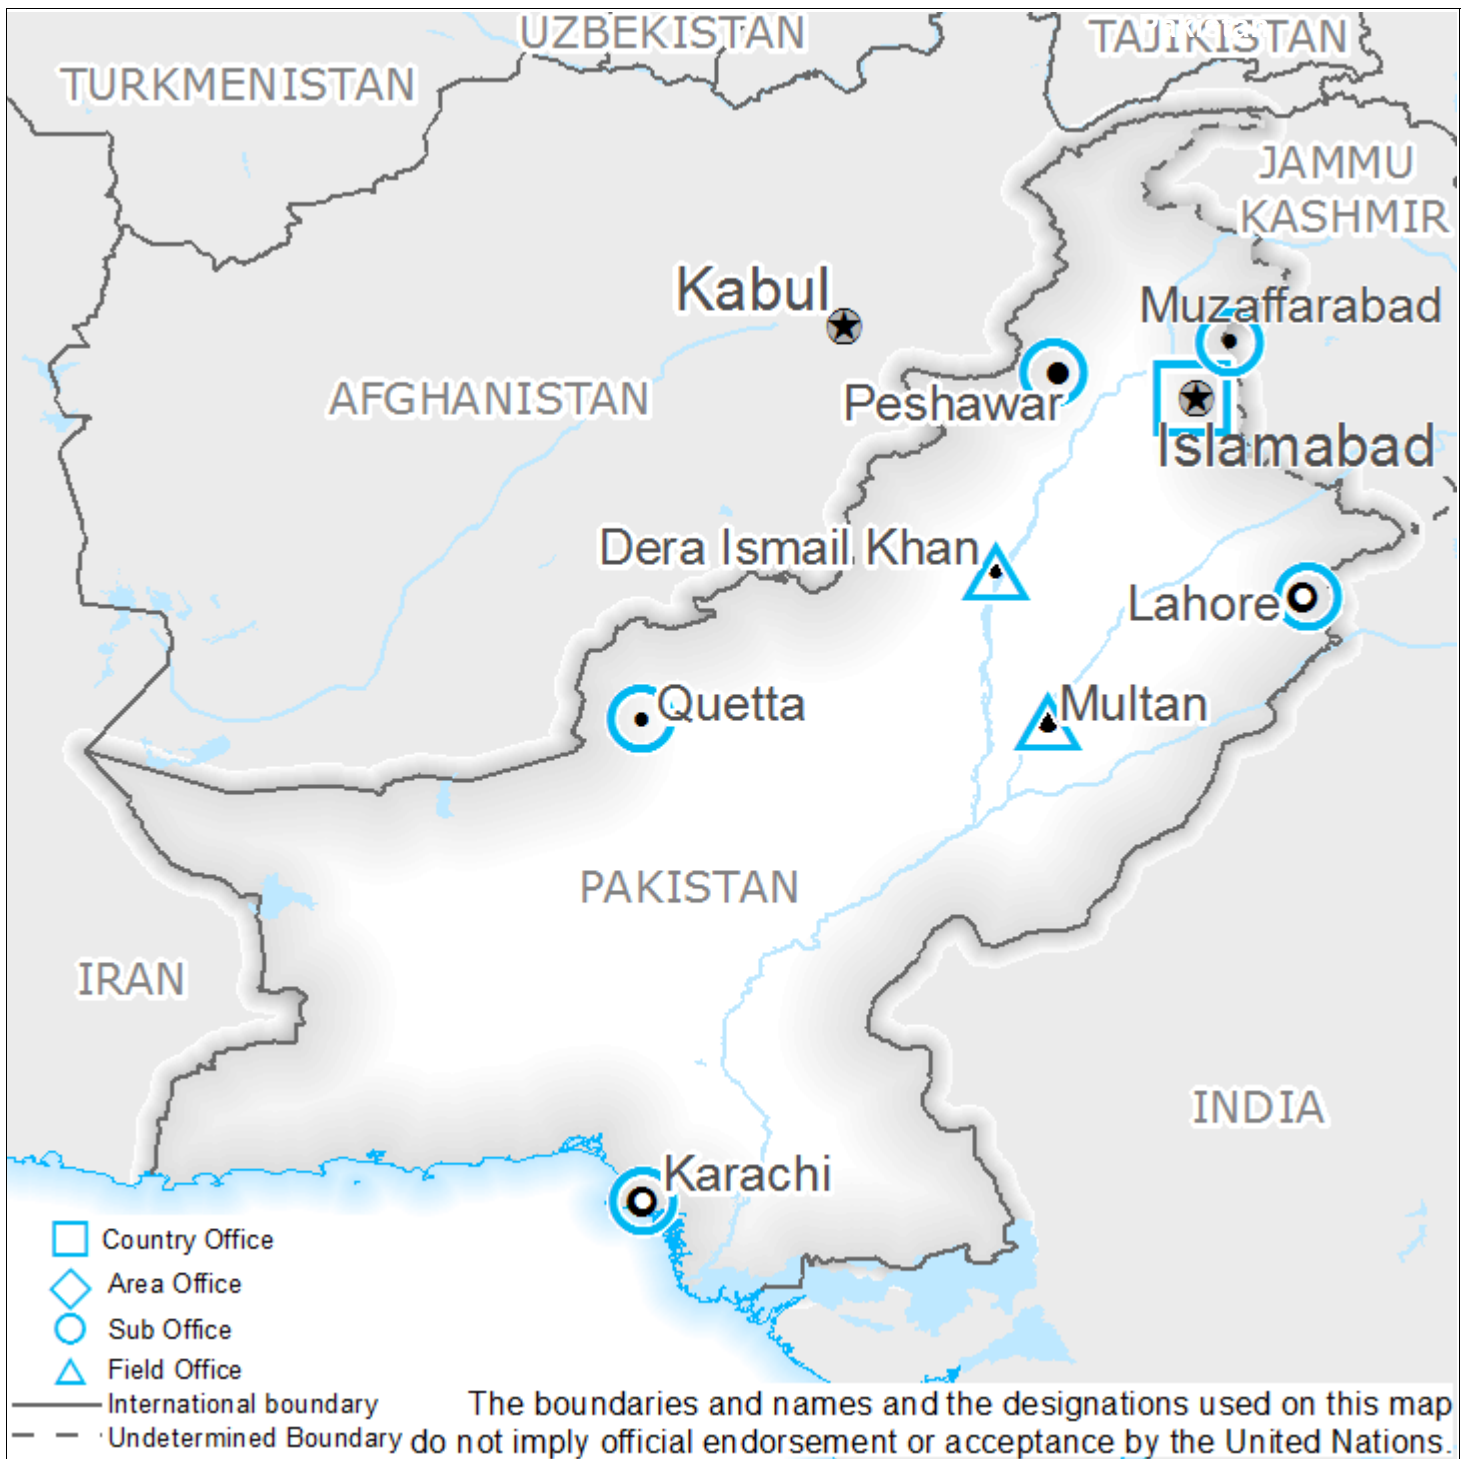 UZBEKISTAN
TAJIKISTAN
TURKMENISTAN
JAMMU
KASHMIR
Kabul
Muzaffarabad
AFGHANISTAN
Peshawar
Islamabad
Dera Ismail Khan
Lahore
Quetta
Multan
PAKISTAN
IRAN
INDIA
Karachi
Country Office
Area Office
Sub Office
Field Office
International boundary
Undetermined Boundary
The boundaries and names and the designations used on this map
do not imply official endorsement or acceptance by the United Nations.